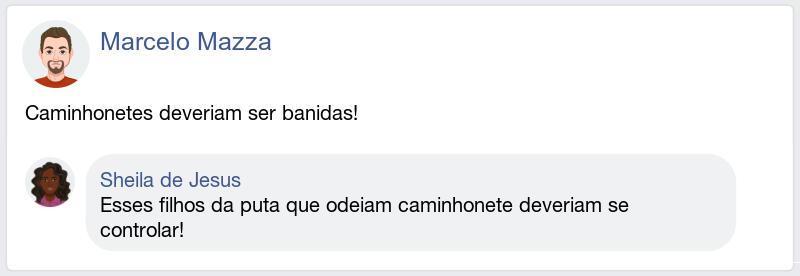 Marcelo Mazza
Caminhonetes deveriam ser banidas!
Sheila de Jesus
Esses filhos da puta que odeiam caminhonete deveriam se
controlar!